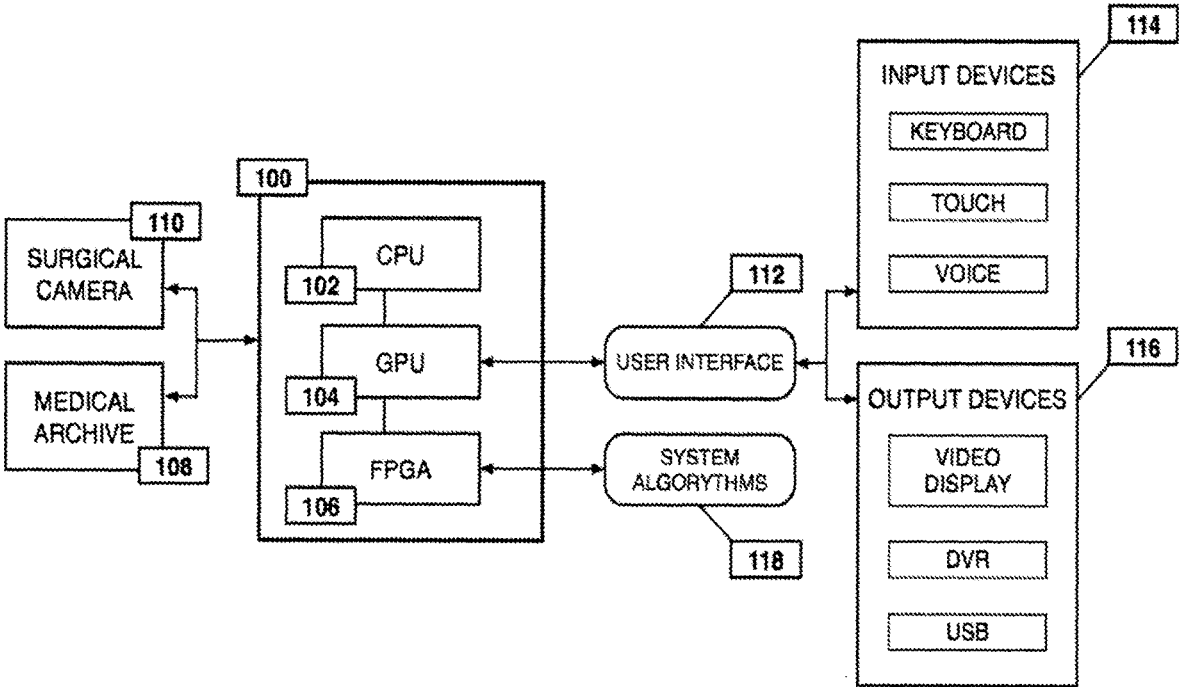 114
INPUT DEVICES
KEYBOARD
TOUCH
VOICE
100
110
SURGICAL
CAMERA
CPU
102
GPU
104
FPGA
106
MEDICAL
ARCHIVE
108
112
USER INTERFACE
SYSTEM
ALGORYTHMS
118
116
OUTPUT DEVICES
VIDEO
DISPLAY
DVR
USB